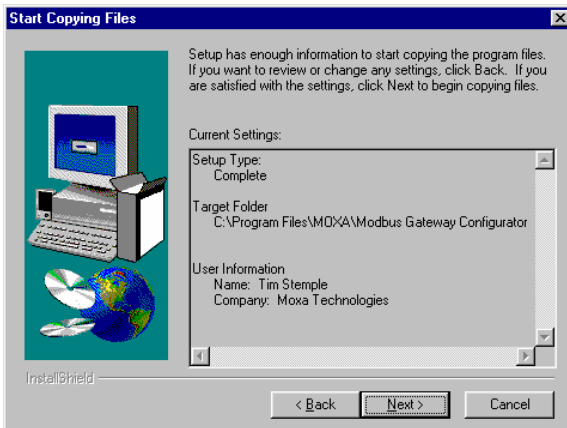 Start Copying Files
Setup has enough information to start copying the program files.
If you want to review or change any settings, click Back. If you
are satisfied with the settings, click Next to begin copying files.
Current Settings:
Setup Type:
Complete
Target Folder
C:\Program Files\MOXA\Modbus Gateway Configurator
User Information
Name: Tim Stemple
Company: Moxa Technologies
InstallShield
< Back
Next >
Cancel